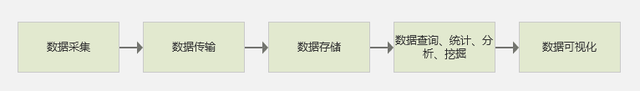 数据采集
数据传输
数据存储
数据查询、统计、分
析、挖掘
数据可视化